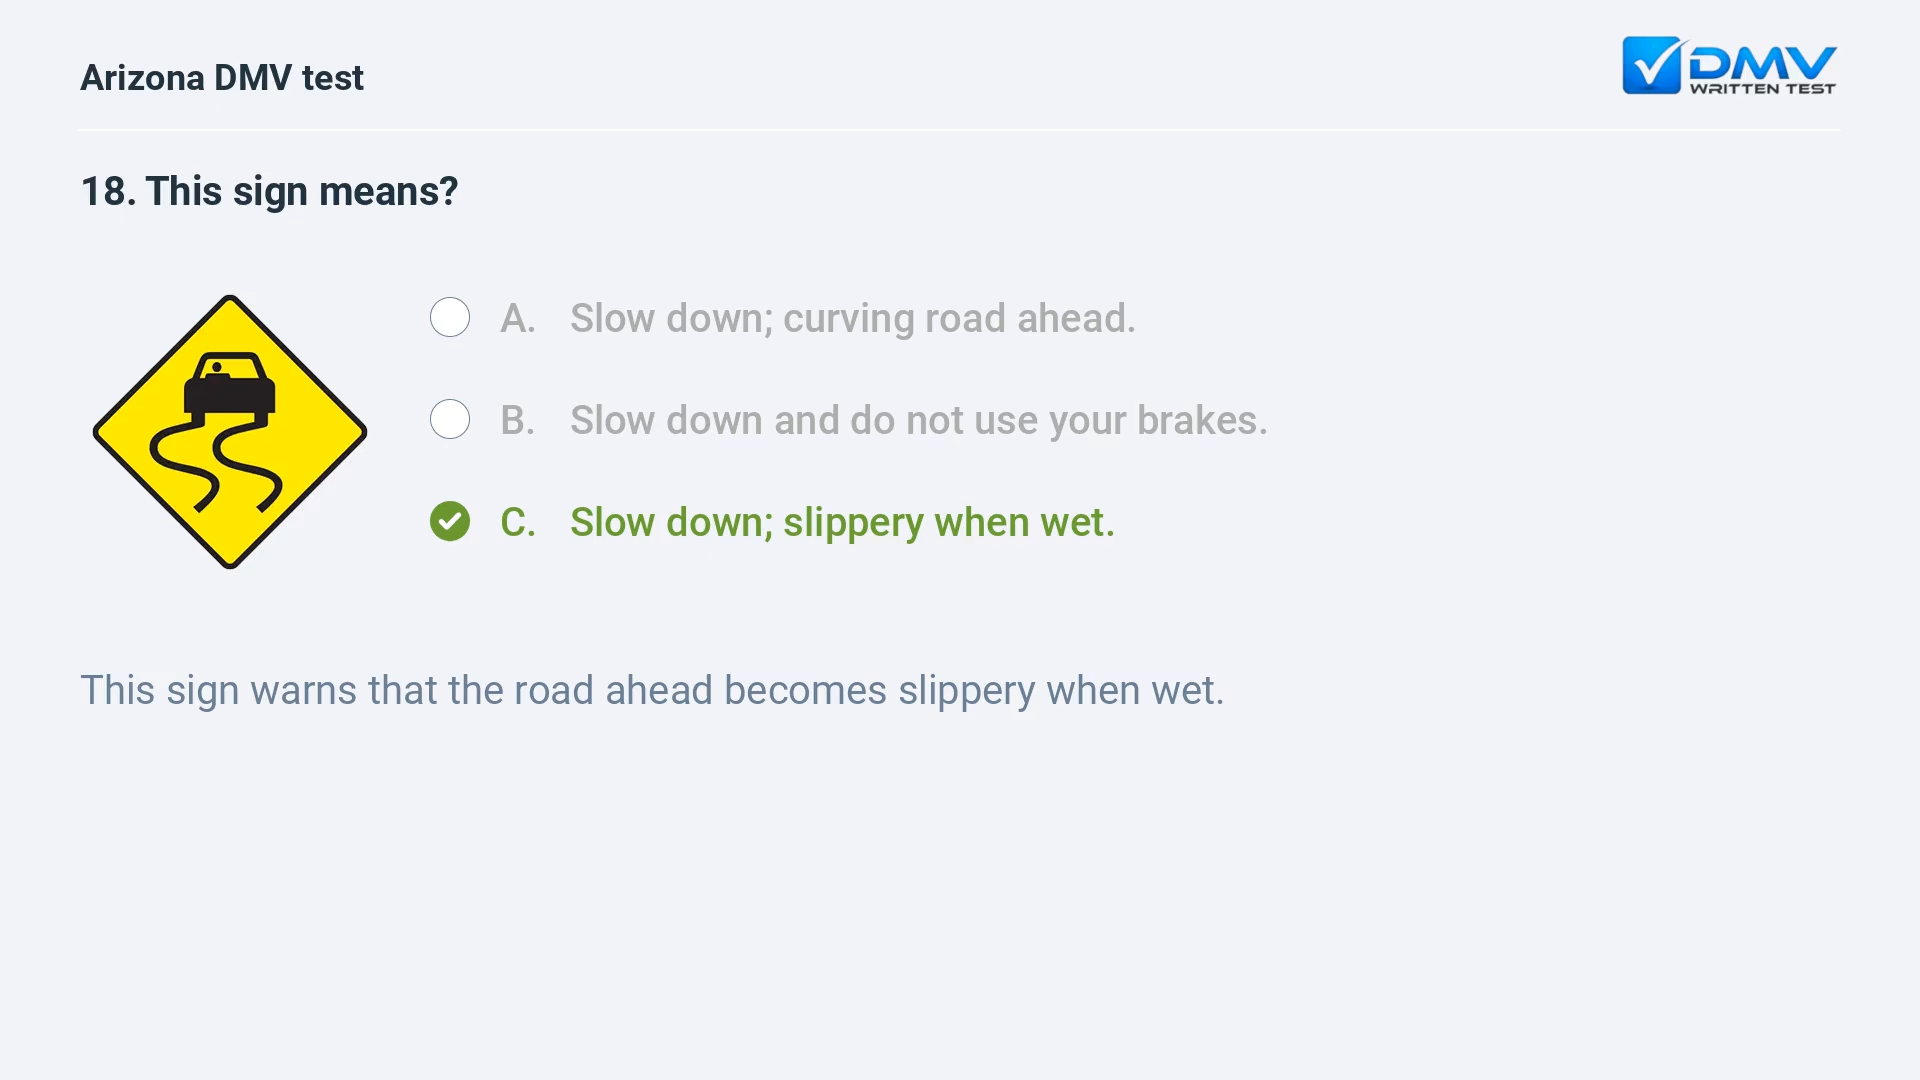 Arizona DMV test
DMV
WRITTEN TEST
18. This sign means?
A. Slow down; curving road ahead.
B. Slow down and do not use your brakes.
C. Slow down; slippery when wet.
This sign warns that the road ahead becomes slippery when wet.